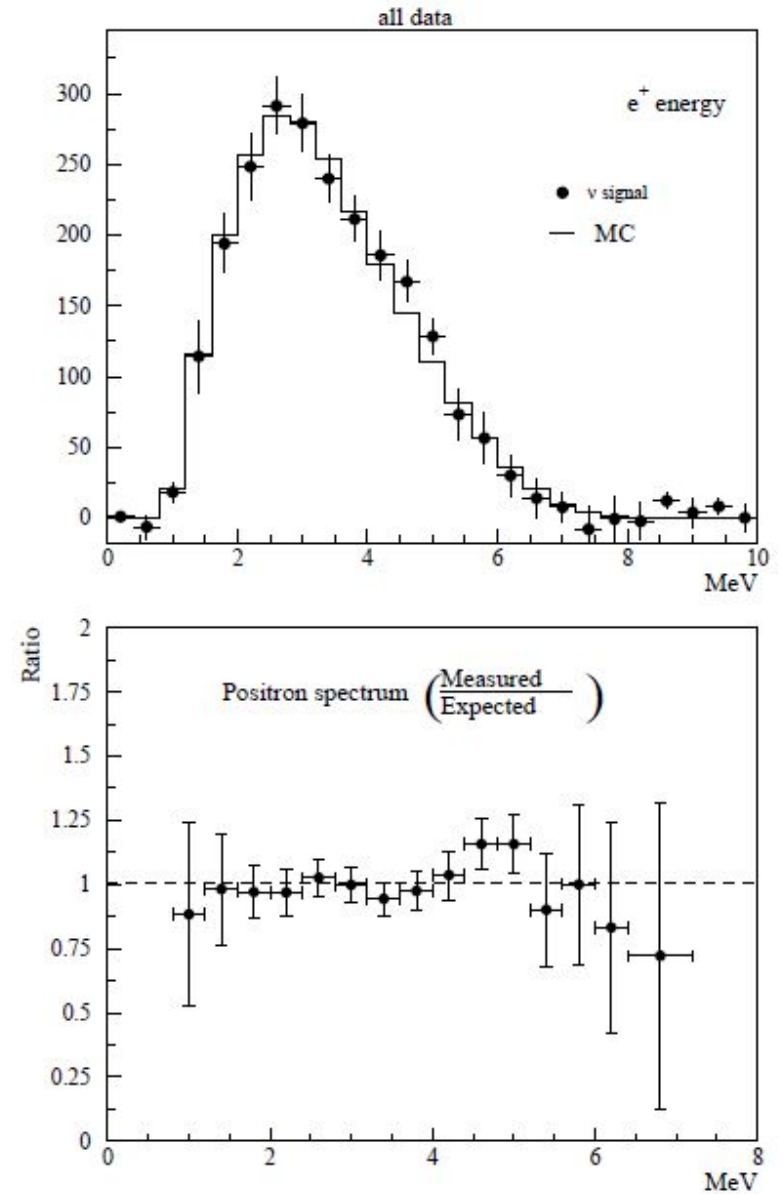 all data
300
250
200
150
100
50
0
e+ energy
ν signal
MC
0 2 4 6 8 10
MeV
Ratio
2
1.75
1.5
1.25
1
0.75
0.5
0.25
0
Positron spectrum (Measured
Expected)
0 2 4 6 8
MeV